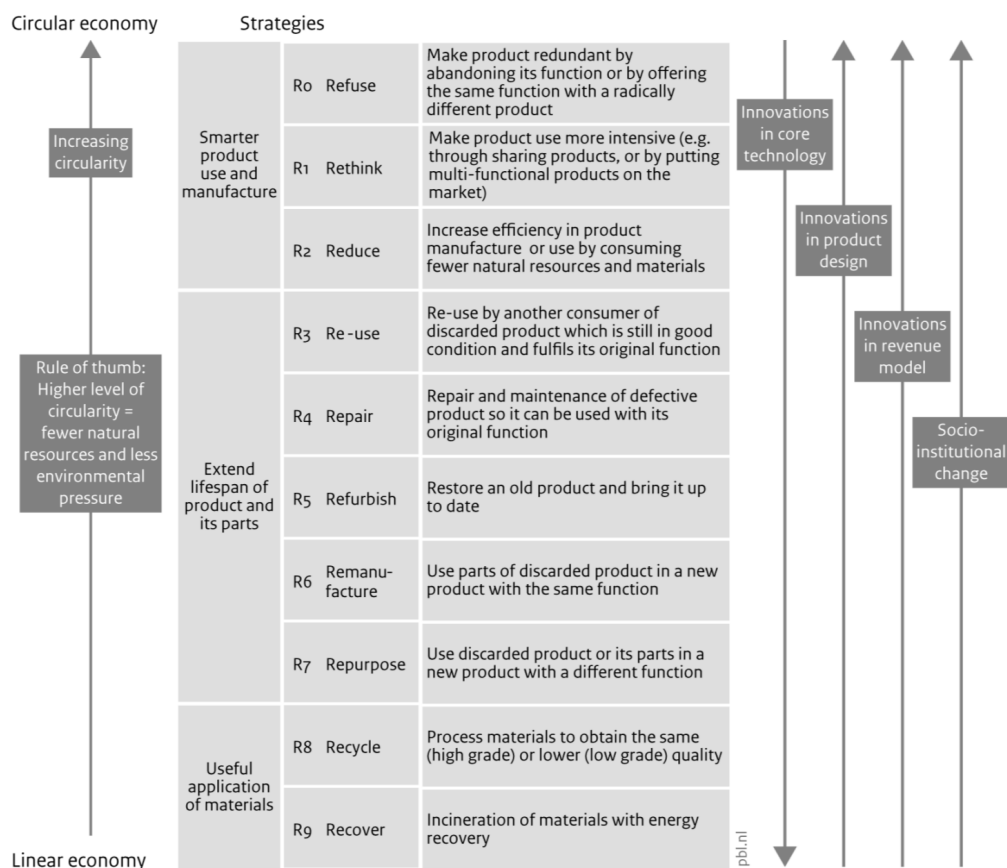 Circular economy
Strategies
Increasing
circularity
Rule of thumb:
Higher level of
circularity =
fewer natural
resources and less
environmental
pressure
Linear economy
Smarter
product
use and
manufacture
R0 Refuse
Make product redundant by
abandoning its function or by offering
the same function with a radically
different product
R1 Rethink
Make product use more intensive (e.g.
through sharing products, or by putting
multi-functional products on the
market)
R2 Reduce
Increase efficiency in product
manufacture or use by consuming
fewer natural resources and materials
Extend
lifespan of
product and
its parts
R3 Re-use
Re-use by another consumer of
discarded product which is still in good
condition and fulfils its original function
R4 Repair
Repair and maintenance of defective
product so it can be used with its
original function
R5 Refurbish
Restore an old product and bring it up
to date
R6 Remanu-
facture
Use parts of discarded product in a new
product with the same function
R7 Repurpose
Use discarded product or its parts in a
new product with a different function
Useful
application
of materials
R8 Recycle
Process materials to obtain the same
(high grade) or lower (low grade) quality
R9 Recover
Incineration of materials with energy
recovery
Innovations
in core
technology
Innovations
in product
design
Innovations
in revenue
model
Socio-
institutional
change
pbl.nl